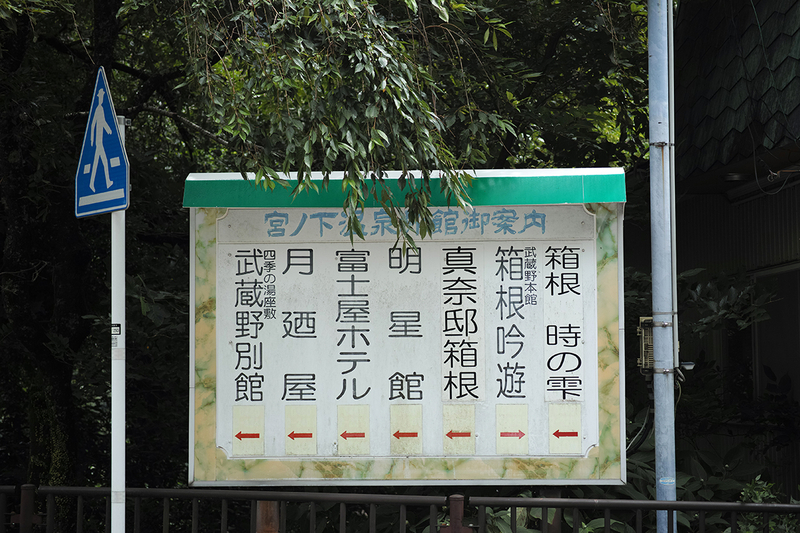 宮ノ下温泉旅館御案内
箱根 時の雫
武蔵野本館
箱根吟遊
真奈邸箱根
明星館
富士屋ホテル
月廼屋
四季の湯座敷
武蔵野別館